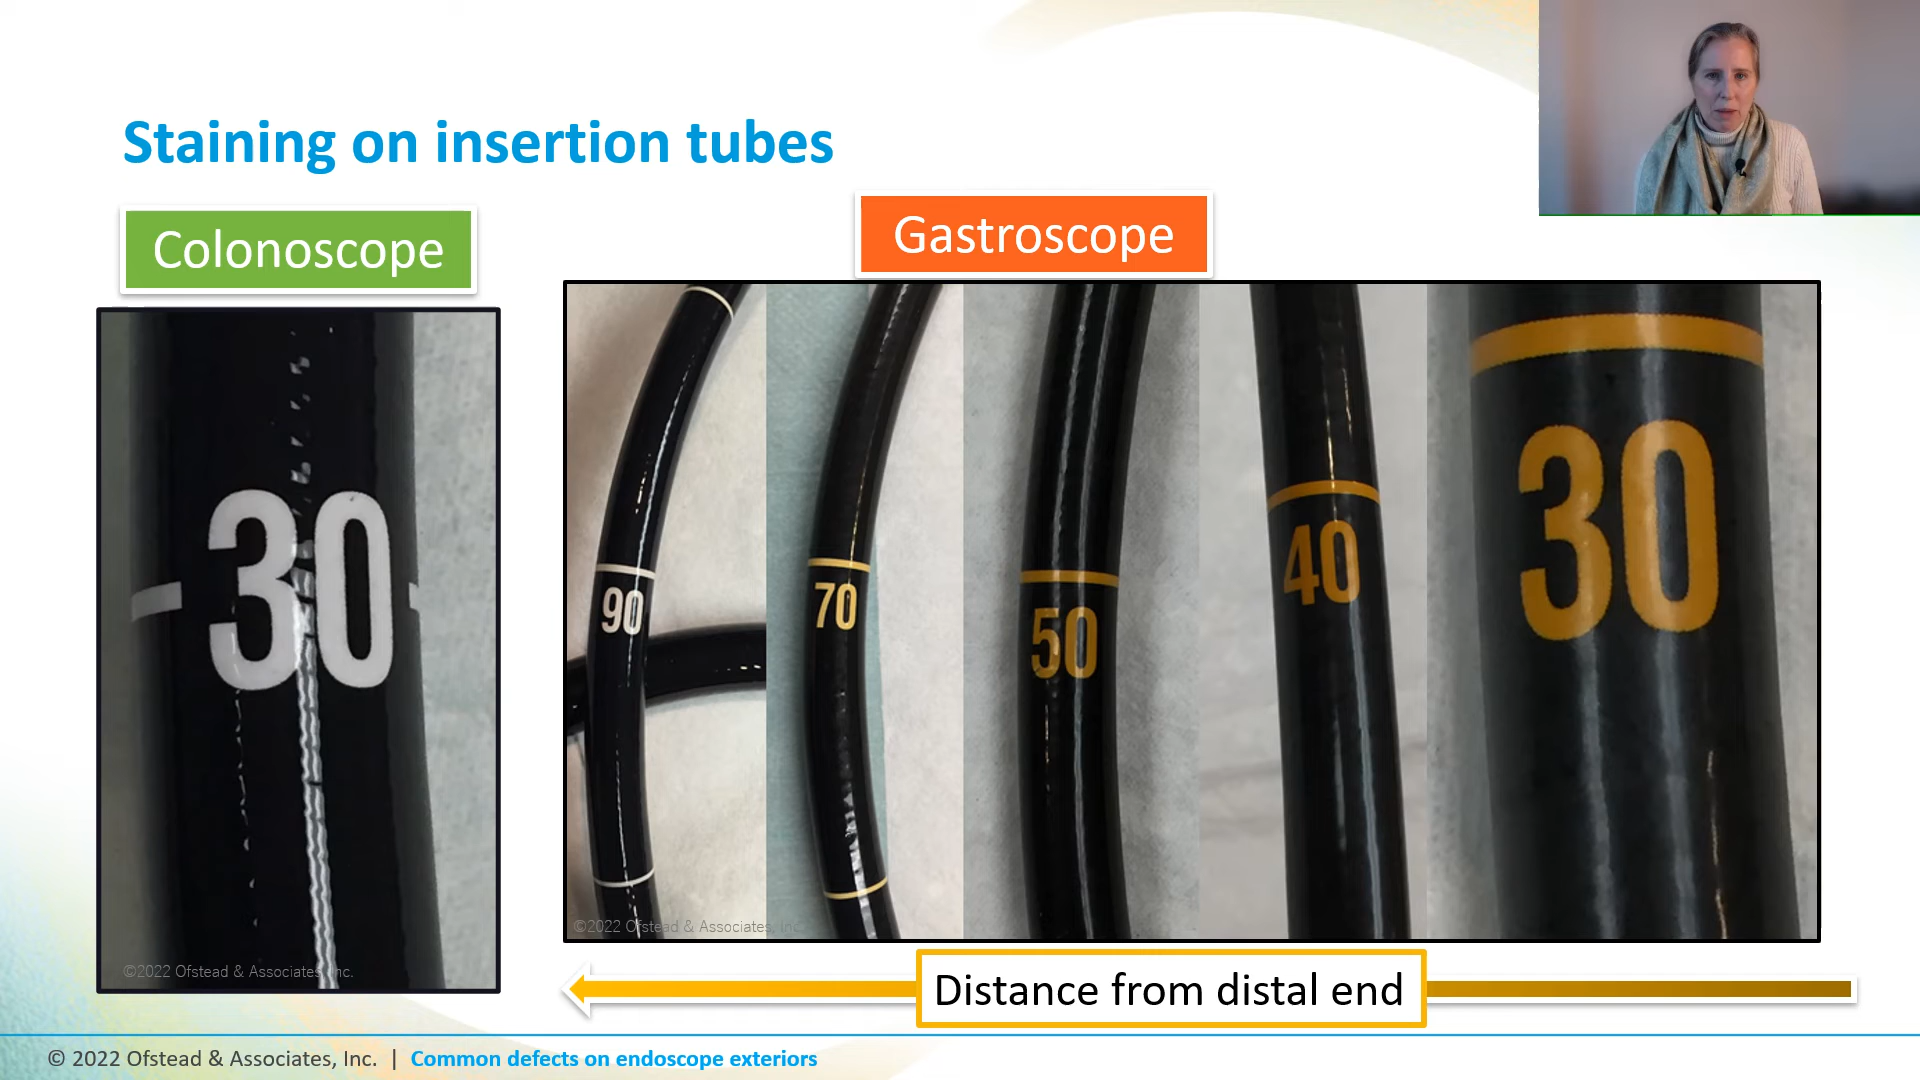 Staining on insertion tubes
Colonoscope
Gastroscope
30
©2022 Ofstead & Associates, Inc.
90
70
50
40
30
©2022 Ofstead & Associates, Inc.
Distance from distal end
© 2022 Ofstead & Associates, Inc. | Common defects on endoscope exteriors